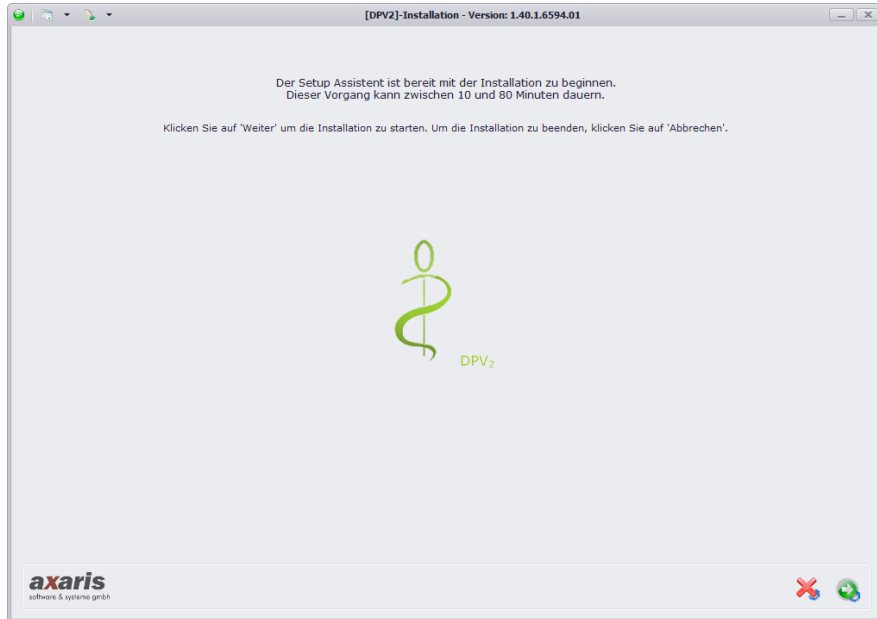 [DPV2]-Installation - Version: 1.40.1.6594.01
Der Setup Assistent ist bereit mit der Installation zu beginnen.
Dieser Vorgang kann zwischen 10 und 80 Minuten dauern.
Klicken Sie auf 'Weiter' um die Installation zu starten. Um die Installation zu beenden, klicken Sie auf 'Abbrechen'.
DPV₂
axaris
software & systeme gmbh